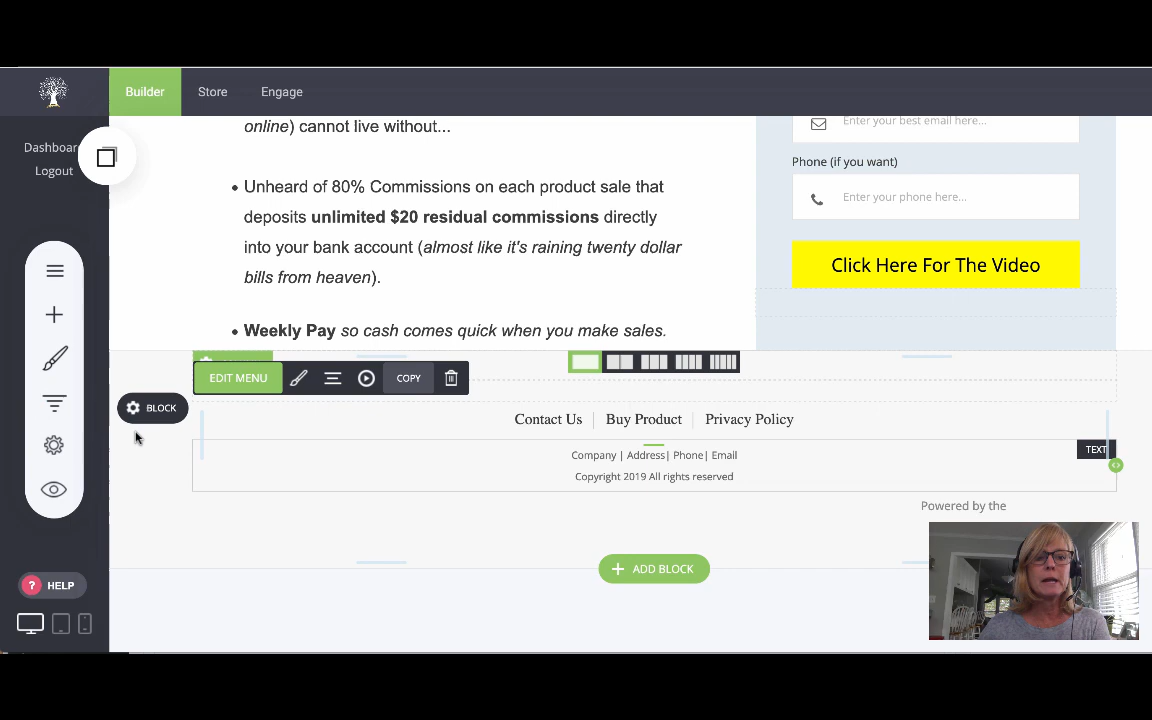 Builder
Store
Engage
Dashboar
Logout
online) cannot live without...
• Unheard of 80% Commissions on each product sale that
deposits unlimited $20 residual commissions directly
into your bank account (almost like it's raining twenty dollar
bills from heaven).
• Weekly Pay so cash comes quick when you make sales.
Enter your best email here...
Phone (if you want)
Enter your phone here...
Click Here For The Video
EDIT MENU
COPY
BLOCK
Contact Us
Buy Product
Privacy Policy
TEXT
Company | Address| Phone| Email
Copyright 2019 All rights reserved
Powered by the
+ ADD BLOCK
? HELP